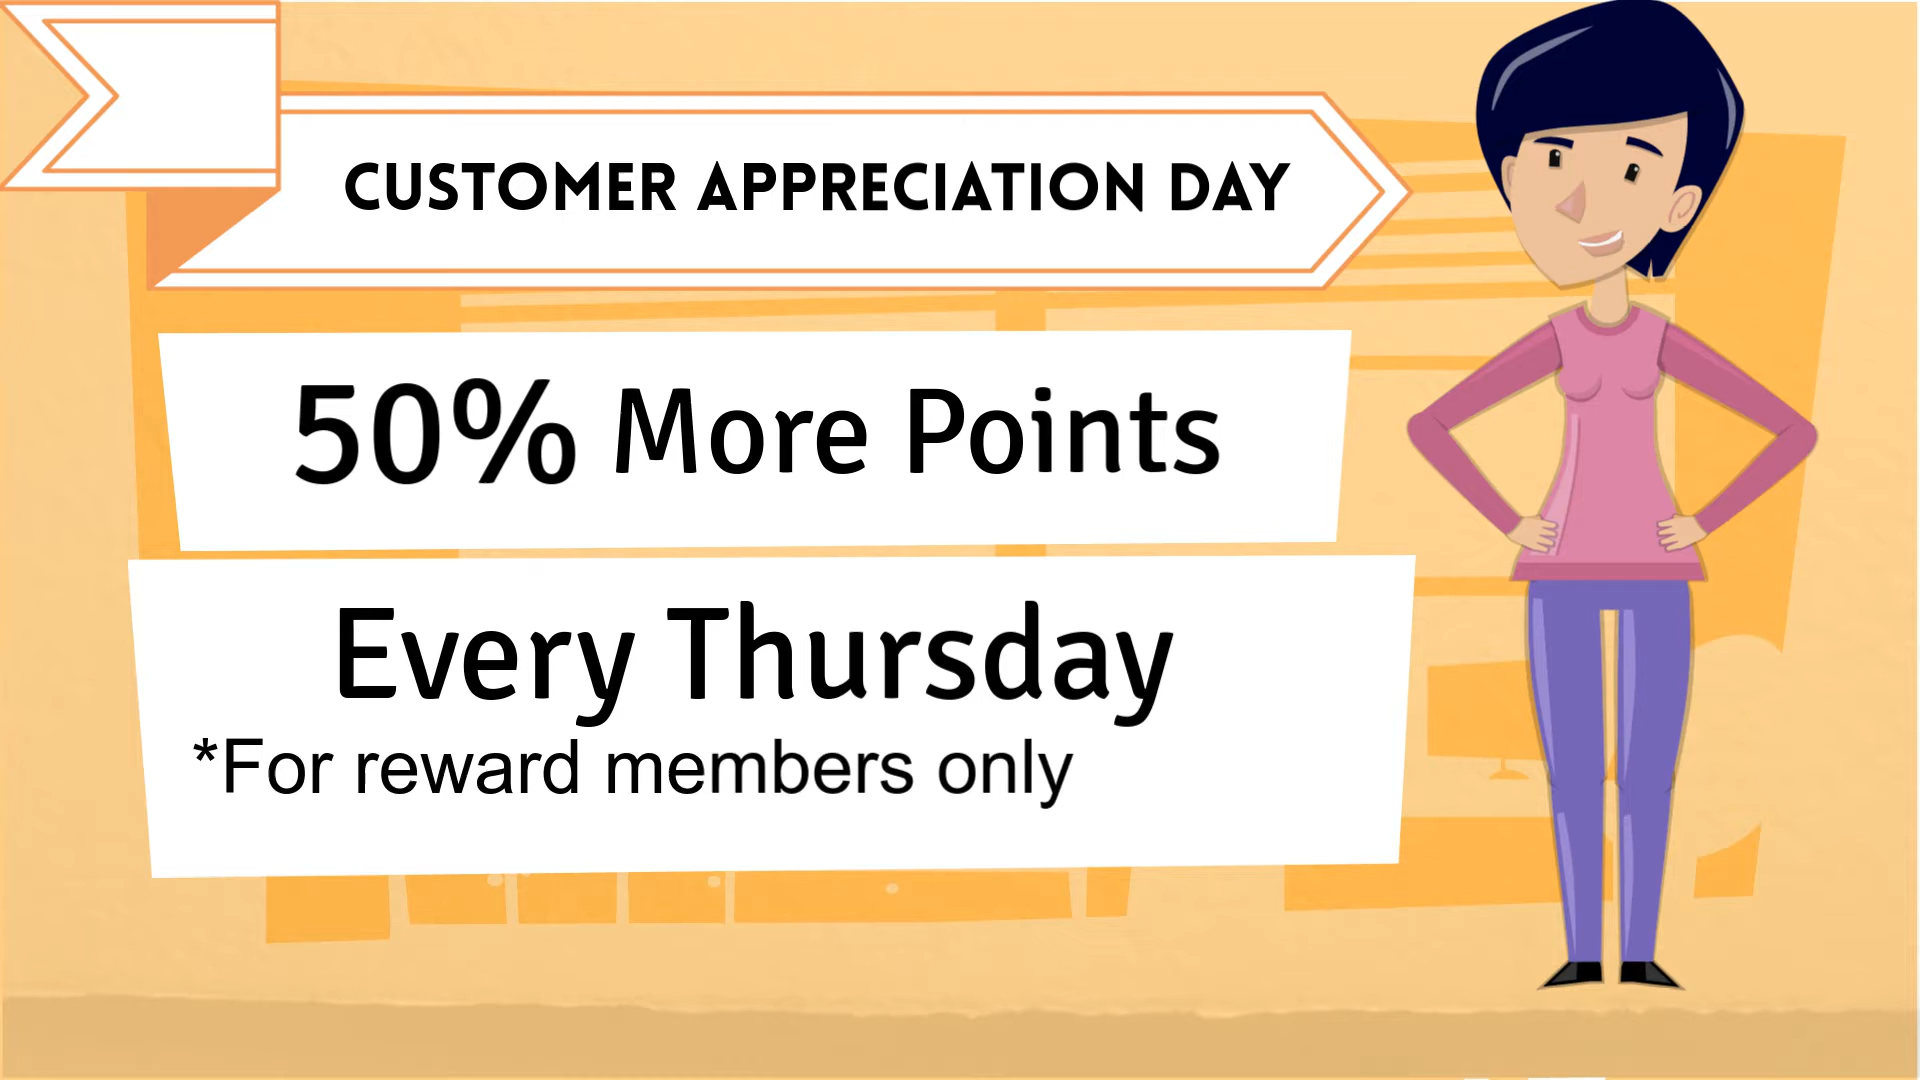 CUSTOMER APPRECIATION DAY
50% More Points
Every Thursday
*For reward members only